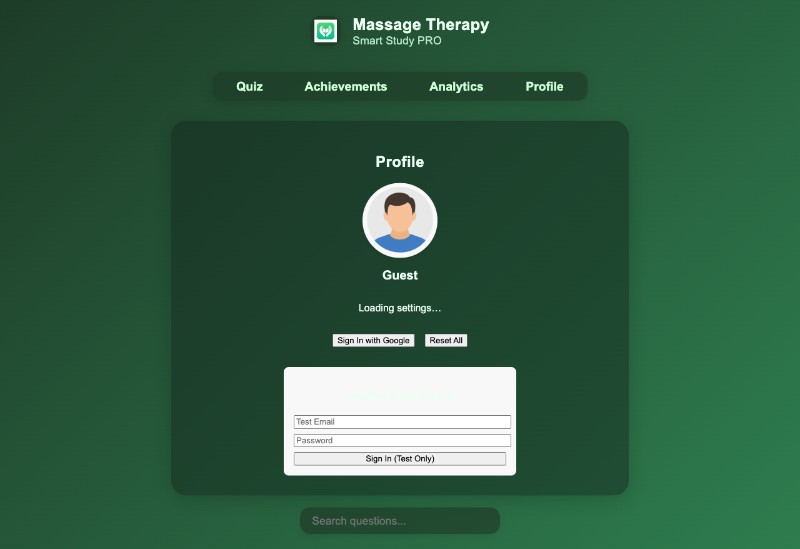 Massage Therapy
Smart Study PRO
Quiz Achievements Analytics Profile
Profile
Guest
Loading settings...
Sign In with Google Reset All
Test Email
Password
Sign In (Test Only)
Search questions...